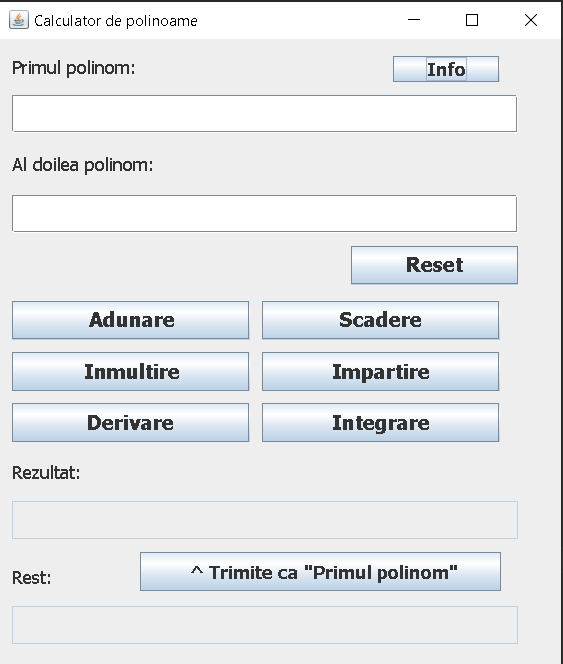 Calculator de polinoame
Primul polinom:
Info
Al doilea polinom:
Reset
Adunare
Scadere
Inmultire
Impartire
Derivare
Integrare
Rezultat:
^ Trimite ca "Primul polinom"
Rest: